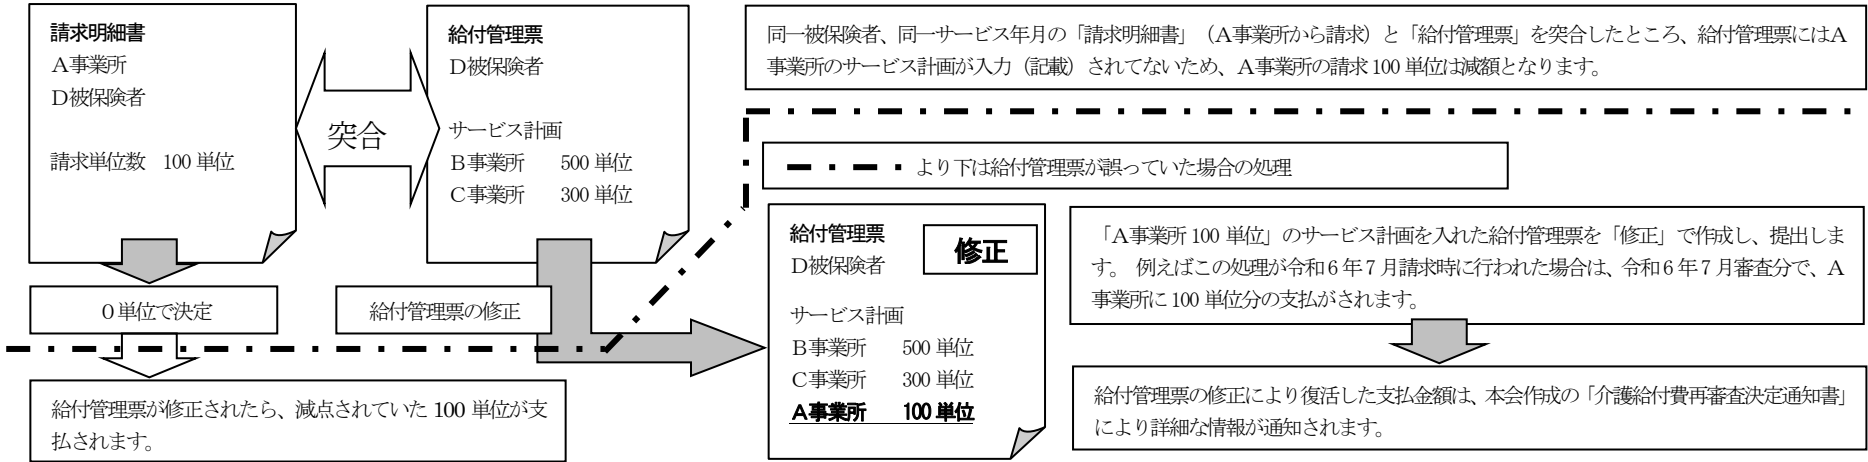 請求明細書
A事業所
D被保険者
請求単位数 100 単位
突合
給付管理票
D被保険者
サービス計画
B事業所 500 単位
C事業所 300 単位
同一被保険者、同一サービス年月の「請求明細書」(A事業所から請求)と「給付管理票」を突合したところ、給付管理票にはA
事業所のサービス計画が入力(記載)されてないため、A事業所の請求 100 単位は減額となります。
より下は給付管理票が誤っていた場合の処理
0単位で決定
給付管理票の修正
給付管理票が修正されたら、減点されていた 100 単位が支
払されます。
給付管理票
修正
D被保険者
サービス計画
B事業所 500 単位
C事業所 300 単位
A事業所 100 単位
「A事業所 100 単位」のサービス計画を入れた給付管理票を「修正」で作成し、提出しま
す。 例えばこの処理が令和6年7月請求時に行われた場合は、令和6年7月審査分で、A
事業所に 100 単位分の支払がされます。
給付管理票の修正により復活した支払金額は、本会作成の「介護給付費再審査決定通知書」
により詳細な情報が通知されます。